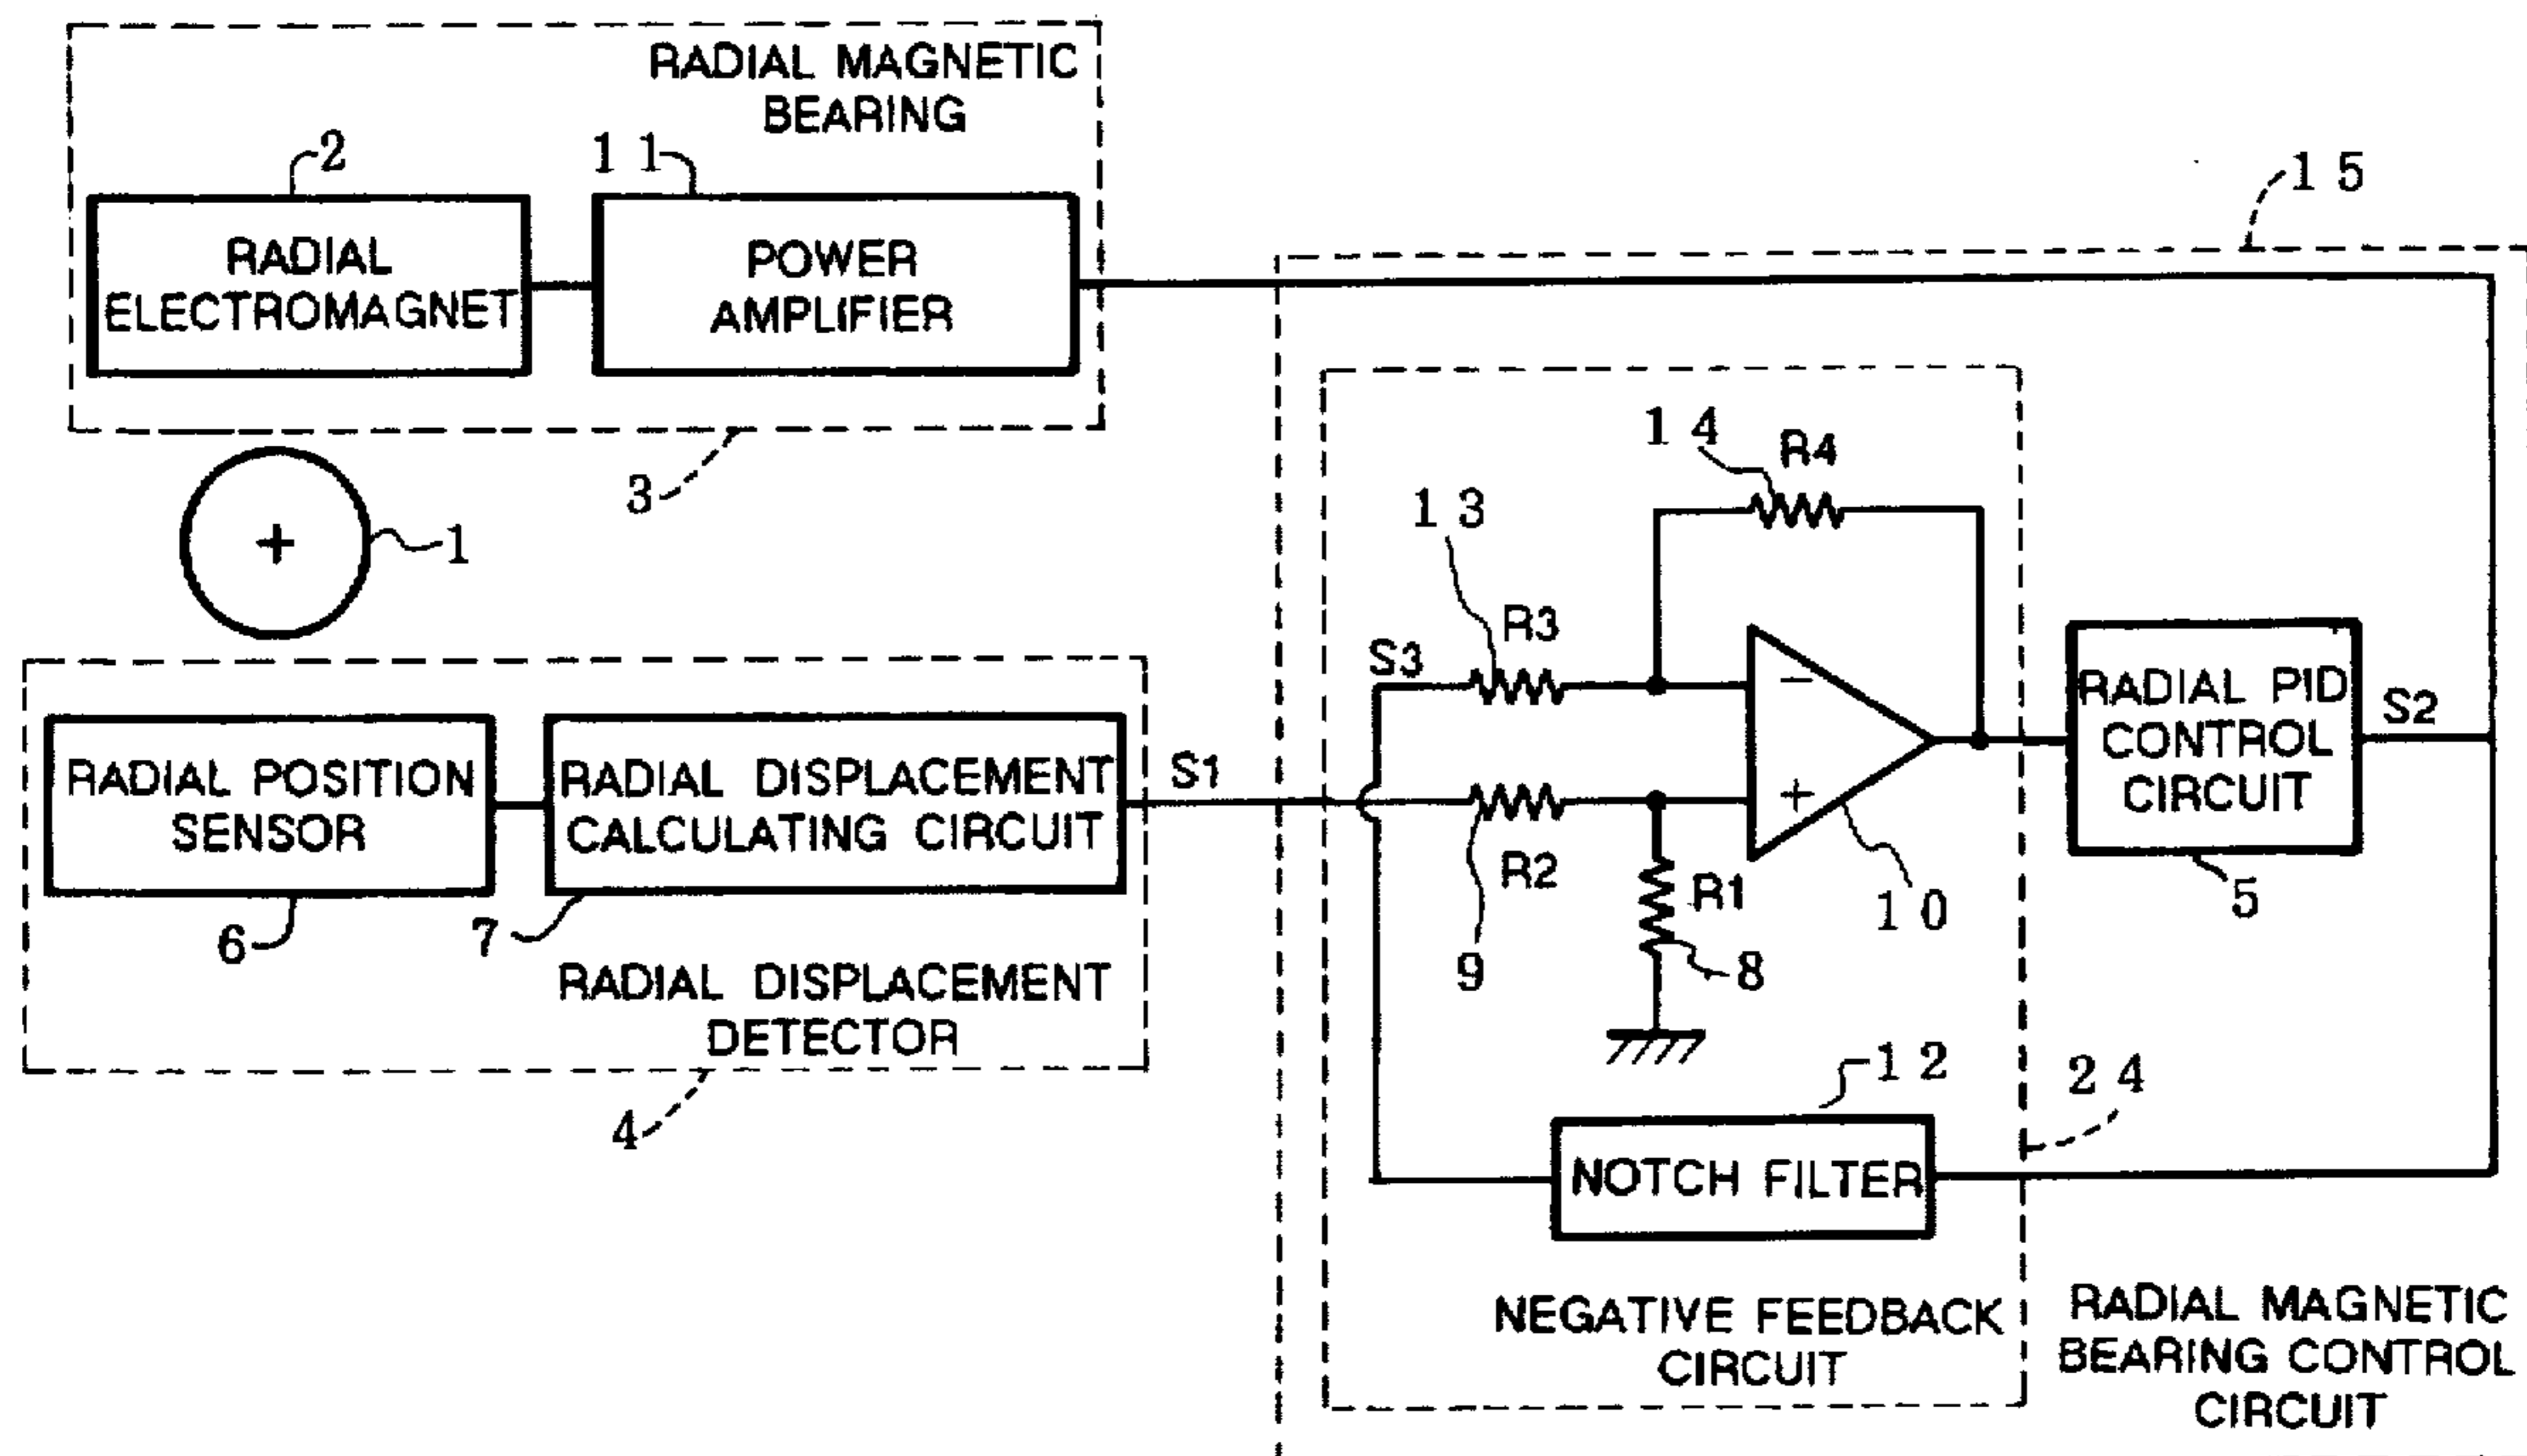 RADIAL MAGNETIC
BEARING
2
1 1
RADIAL
ELECTROMAGNET
POWER
AMPLIFIER
3
1
1 5
1 4
R4
1 3
R3
S3
−
+
R2
9
R1
8
1 0
RADIAL PID
CONTROL
CIRCUIT
5
S2
RADIAL POSITION
SENSOR
6
RADIAL DISPLACEMENT
CALCULATING CIRCUIT
7
S1
RADIAL DISPLACEMENT
DETECTOR
4
1 2
NOTCH FILTER
2 4
NEGATIVE FEEDBACK
CIRCUIT
RADIAL MAGNETIC
BEARING CONTROL
CIRCUIT